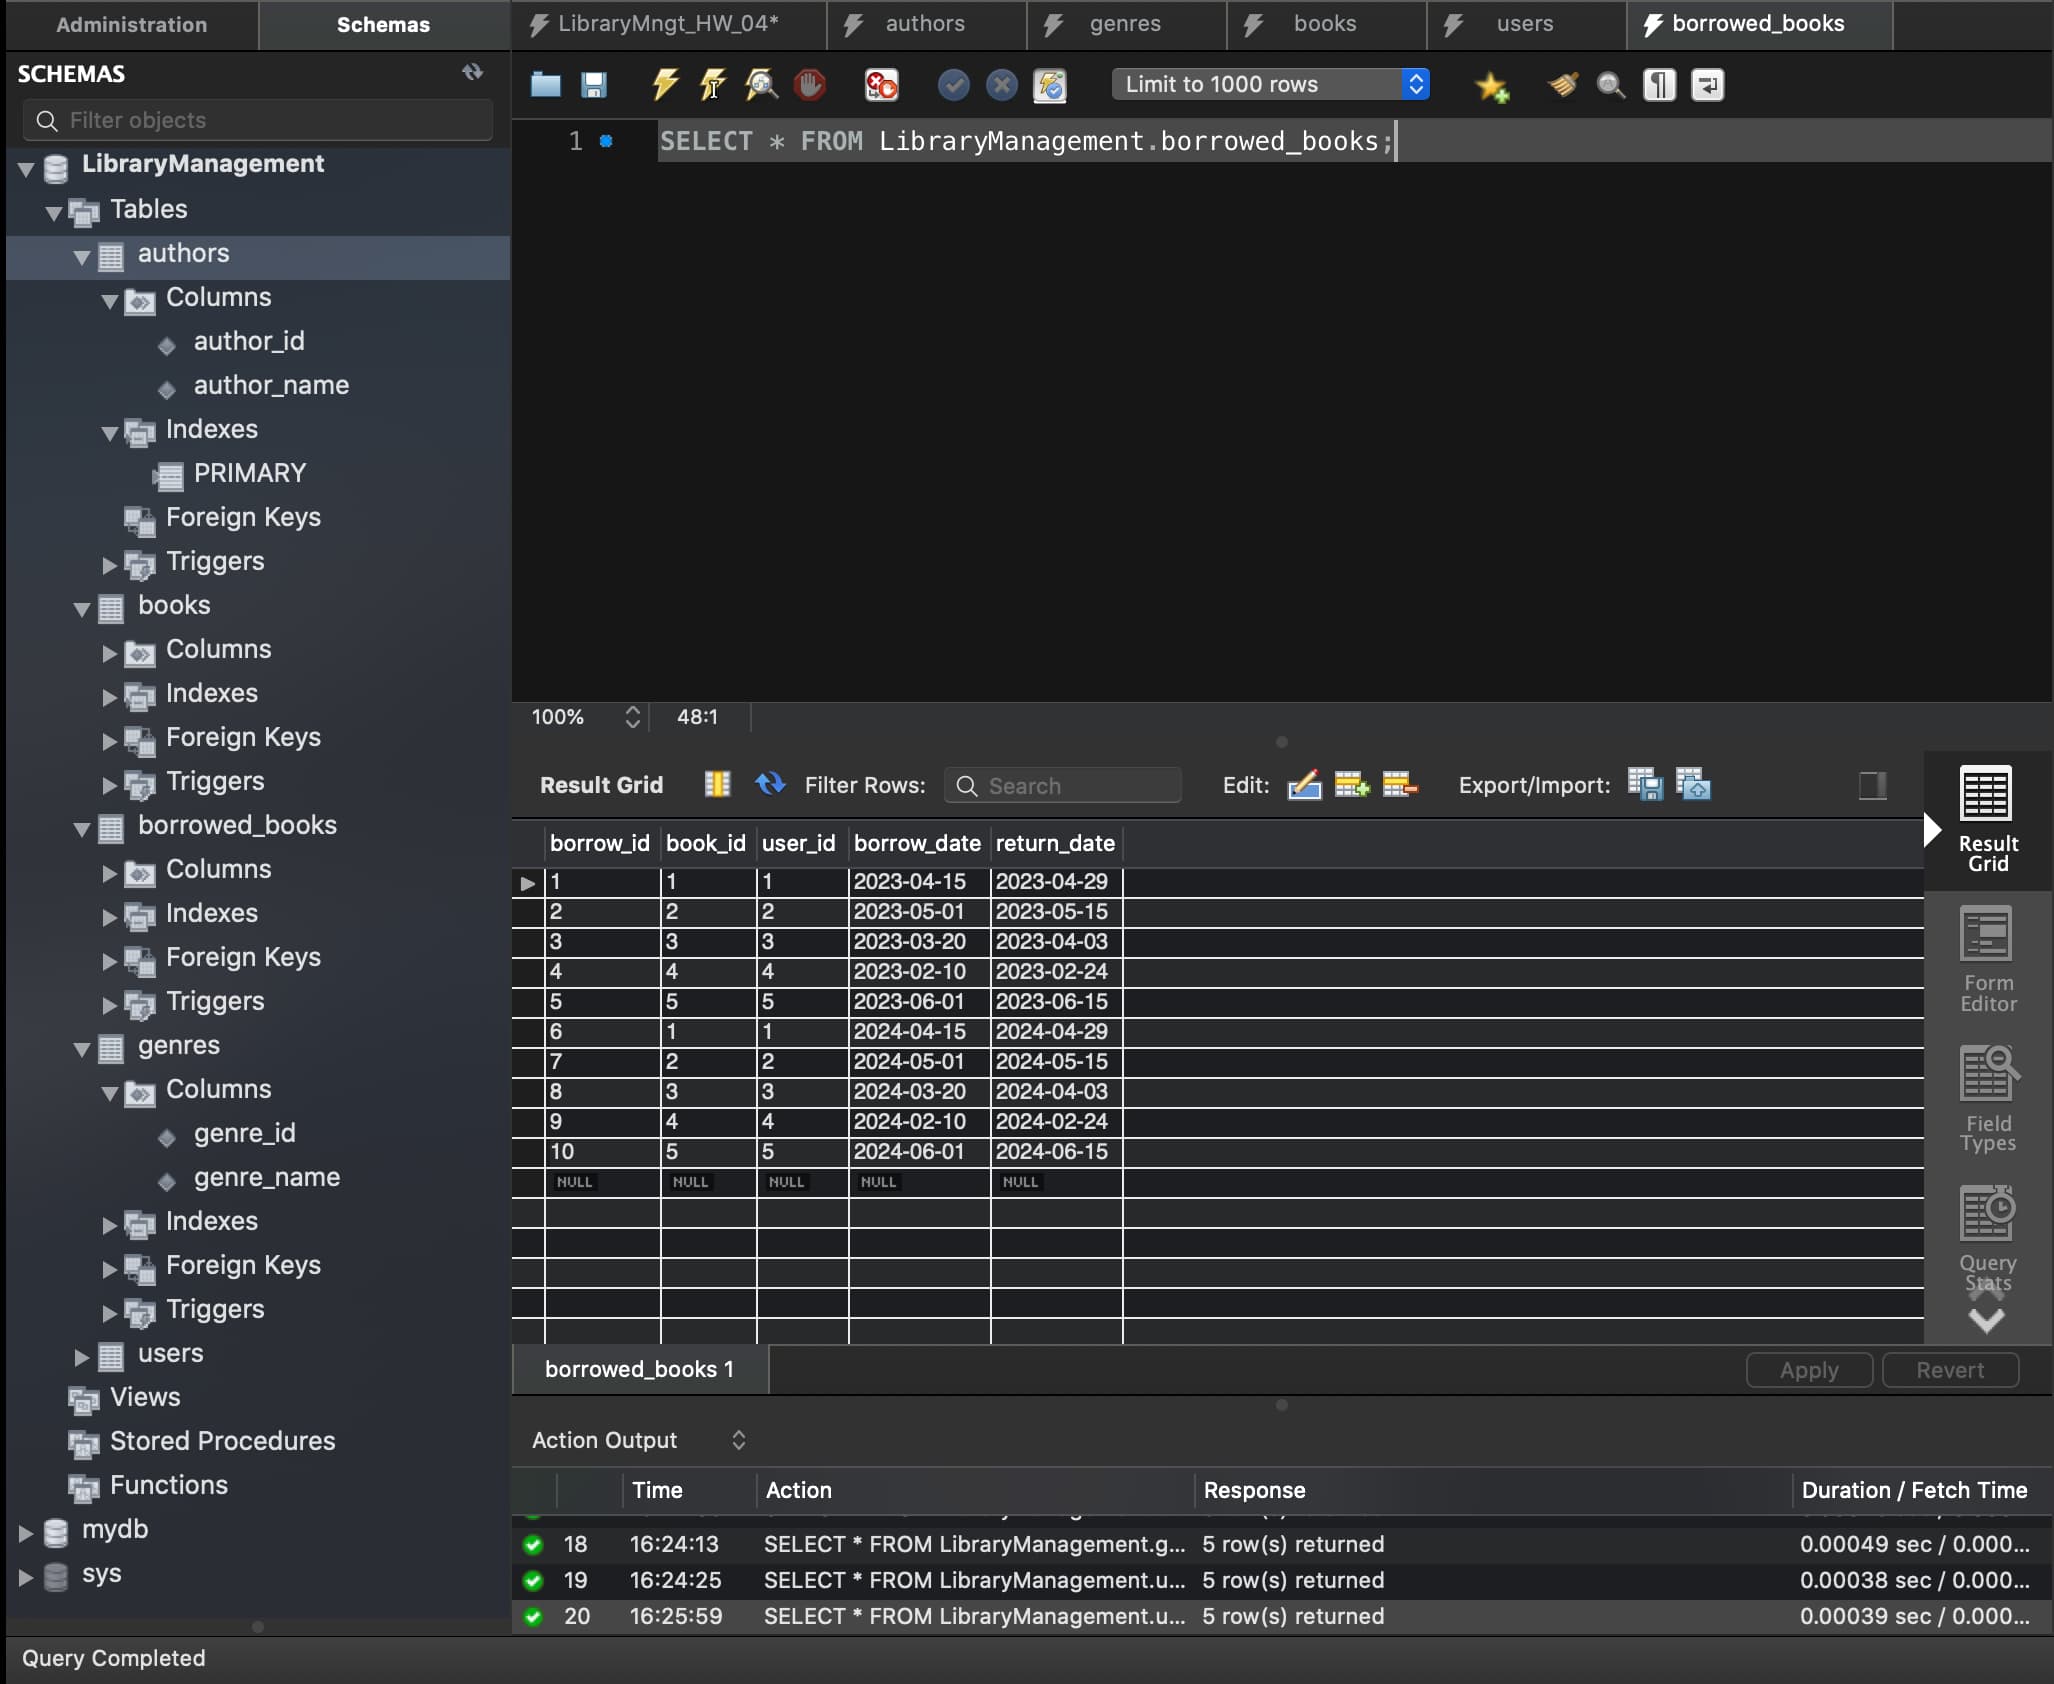 Administration
Schemas
SCHEMAS
Filter objects
LibraryManagement
Tables
authors
Columns
author_id
author_name
Indexes
PRIMARY
Foreign Keys
Triggers
books
Columns
Indexes
Foreign Keys
Triggers
borrowed_books
Columns
Indexes
Foreign Keys
Triggers
genres
Columns
genre_id
genre_name
Indexes
Foreign Keys
Triggers
users
Views
Stored Procedures
Functions
mydb
sys
LibraryMngt_HW_04* authors genres books users borrowed_books
Limit to 1000 rows
1 SELECT * FROM LibraryManagement.borrowed_books;
100% 48:1
Result Grid Filter Rows: Search Edit: Export/Import:
borrow_id book_id user_id borrow_date return_date
1 1 1 2023-04-15 2023-04-29
2 2 2 2023-05-01 2023-05-15
3 3 3 2023-03-20 2023-04-03
4 4 4 2023-02-10 2023-02-24
5 5 5 2023-06-01 2023-06-15
6 1 1 2024-04-15 2024-04-29
7 2 2 2024-05-01 2024-05-15
8 3 3 2024-03-20 2024-04-03
9 4 4 2024-02-10 2024-02-24
10 5 5 2024-06-01 2024-06-15
NULL NULL NULL NULL NULL
Result
Grid
Form
Editor
Field
Types
Query
Stats
borrowed_books 1
Apply Revert
Action Output
Time Action Response Duration / Fetch Time
18 16:24:13 SELECT * FROM LibraryManagement.g... 5 row(s) returned 0.00049 sec / 0.000...
19 16:24:25 SELECT * FROM LibraryManagement.u... 5 row(s) returned 0.00038 sec / 0.000...
20 16:25:59 SELECT * FROM LibraryManagement.u... 5 row(s) returned 0.00039 sec / 0.000...
Query Completed